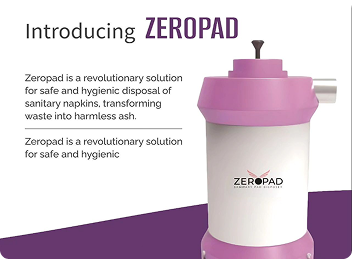 Introducing ZEROPAD
Zeropad is a revolutionary solution
for safe and hygienic disposal of
sanitary napkins, transforming
waste into harmless ash.
Zeropad is a revolutionary solution
for safe and hygienic
ZEROPAD